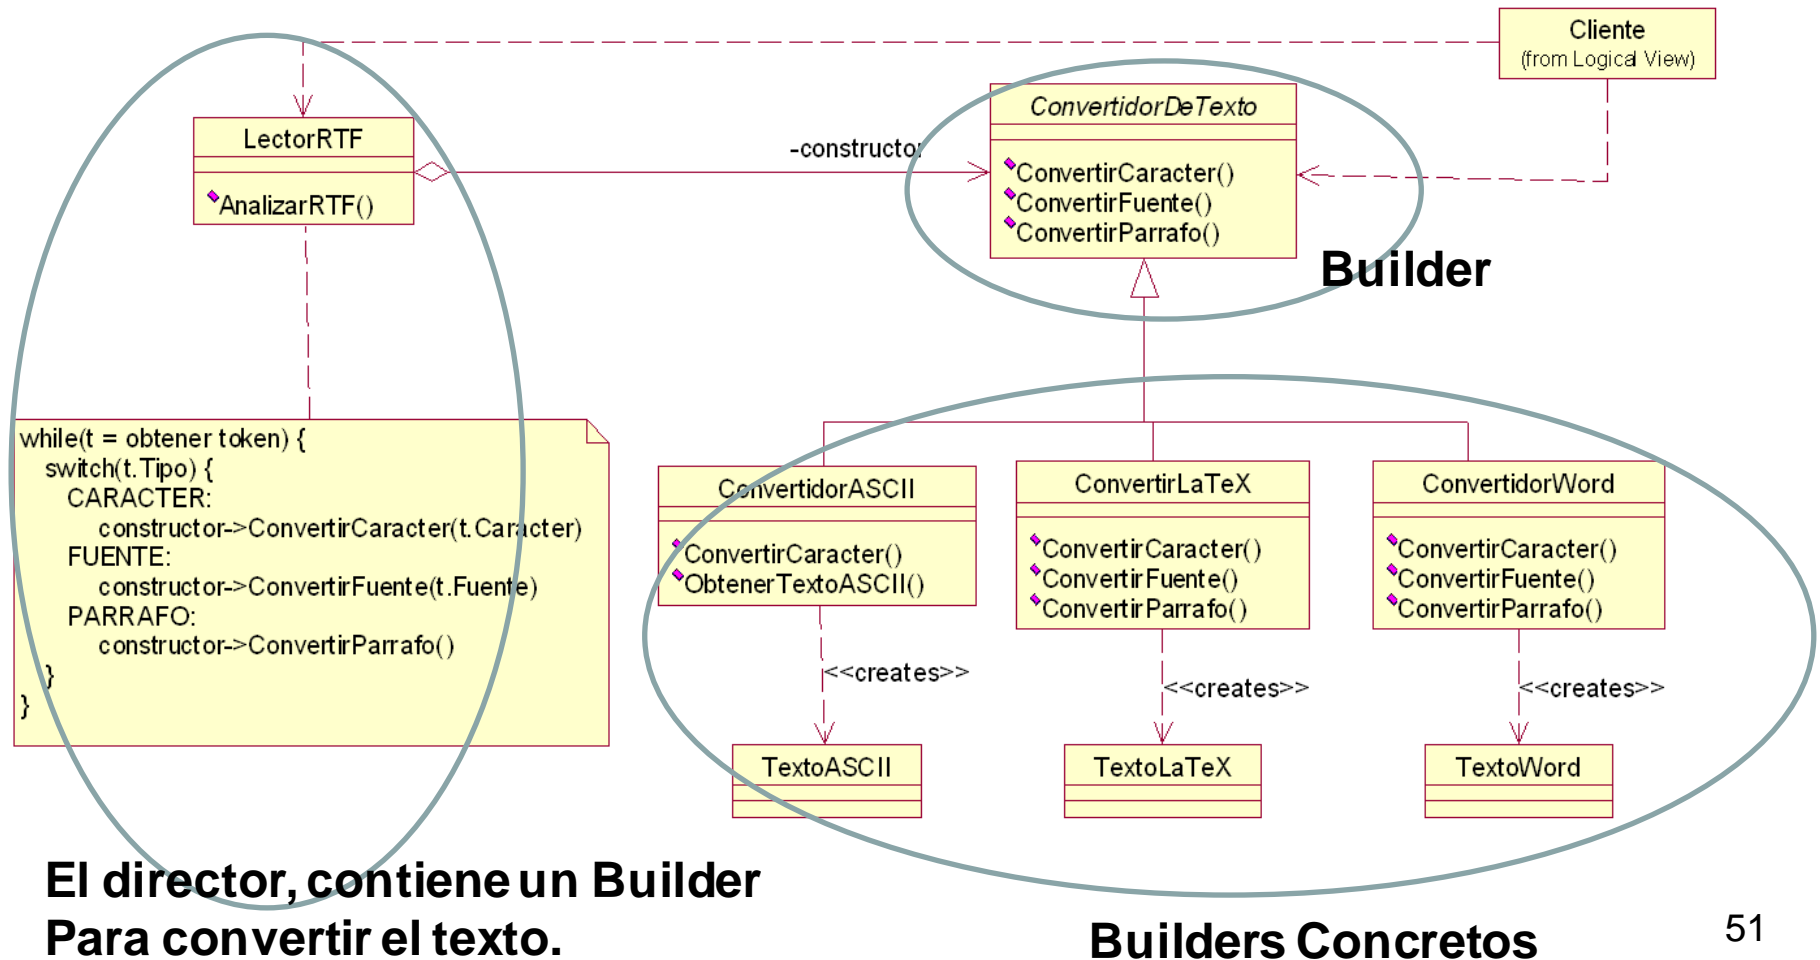 Cliente
(from Logical View)
LectorRTF
AnalizarRTF()
-constructor
ConvertidorDeTexto
ConvertirCaracter()
ConvertirFuente()
ConvertirParrafo()
Builder
while(t = obtener token) {
switch(t.Tipo) {
CARACTER:
constructor->ConvertirCaracter(t.Caracter)
FUENTE:
constructor->ConvertirFuente(t.Fuente)
PARRAFO:
constructor->ConvertirParrafo()
}
}
ConvertidorASCII
ConvertirCaracter()
ObtenerTextoASCII()
<<creates>>
TextoASCII
ConvertirLaTeX
ConvertirCaracter()
ConvertirFuente()
ConvertirParrafo()
<<creates>>
TextoLaTeX
ConvertidorWord
ConvertirCaracter()
ConvertirFuente()
ConvertirParrafo()
<<creates>>
TextoWord
El director, contiene un Builder
Para convertir el texto.
Builders Concretos
51